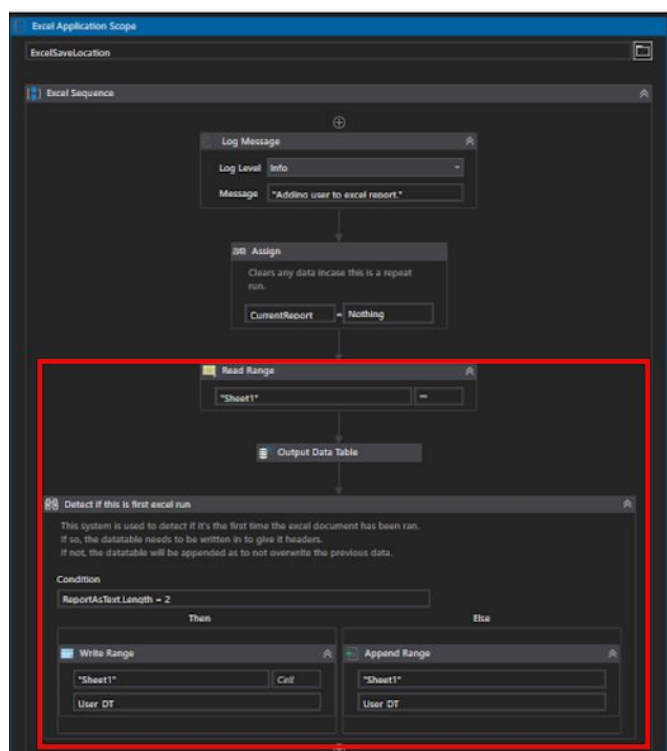 Excel Application Scope
ExcelSaveLocation
Excel Sequence
Log Message
Log Level Info
Message "Adding user to excel report."
Assign
Clears any data incase this is a repeat
run.
CurrentReport = Nothing
Read Range
"Sheet1" ""
Output Data Table
Detect if this is first excel run
This system is used to detect if it's the first time the excel document has been ran.
If so, the datatable needs to be written in to give it headers.
If not, the datatable will be appended as to not overwrite the previous data.
Condition
ReportAsText.Length = 2
Then Else
Write Range Append Range
"Sheet1" Cell "Sheet1"
User_DT User_DT